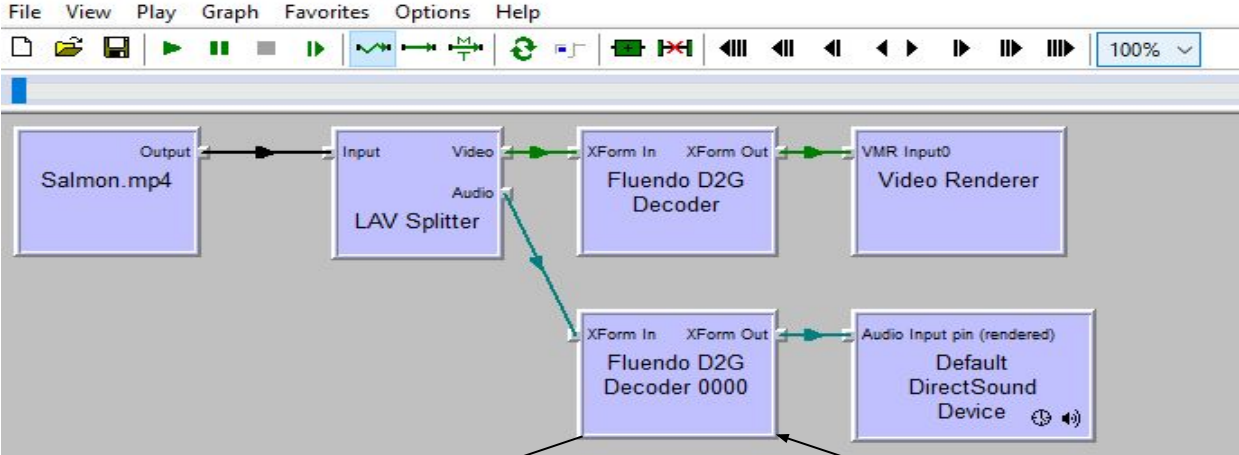 File View Play Graph Favorites Options Help
100%
Output Input Video XForm In XForm Out VMR Input0
Salmon.mp4 Fluendo D2G Video Renderer
Audio Decoder
LAV Splitter
XForm In XForm Out Audio Input pin (rendered)
Fluendo D2G Default
Decoder 0000 DirectSound
Device